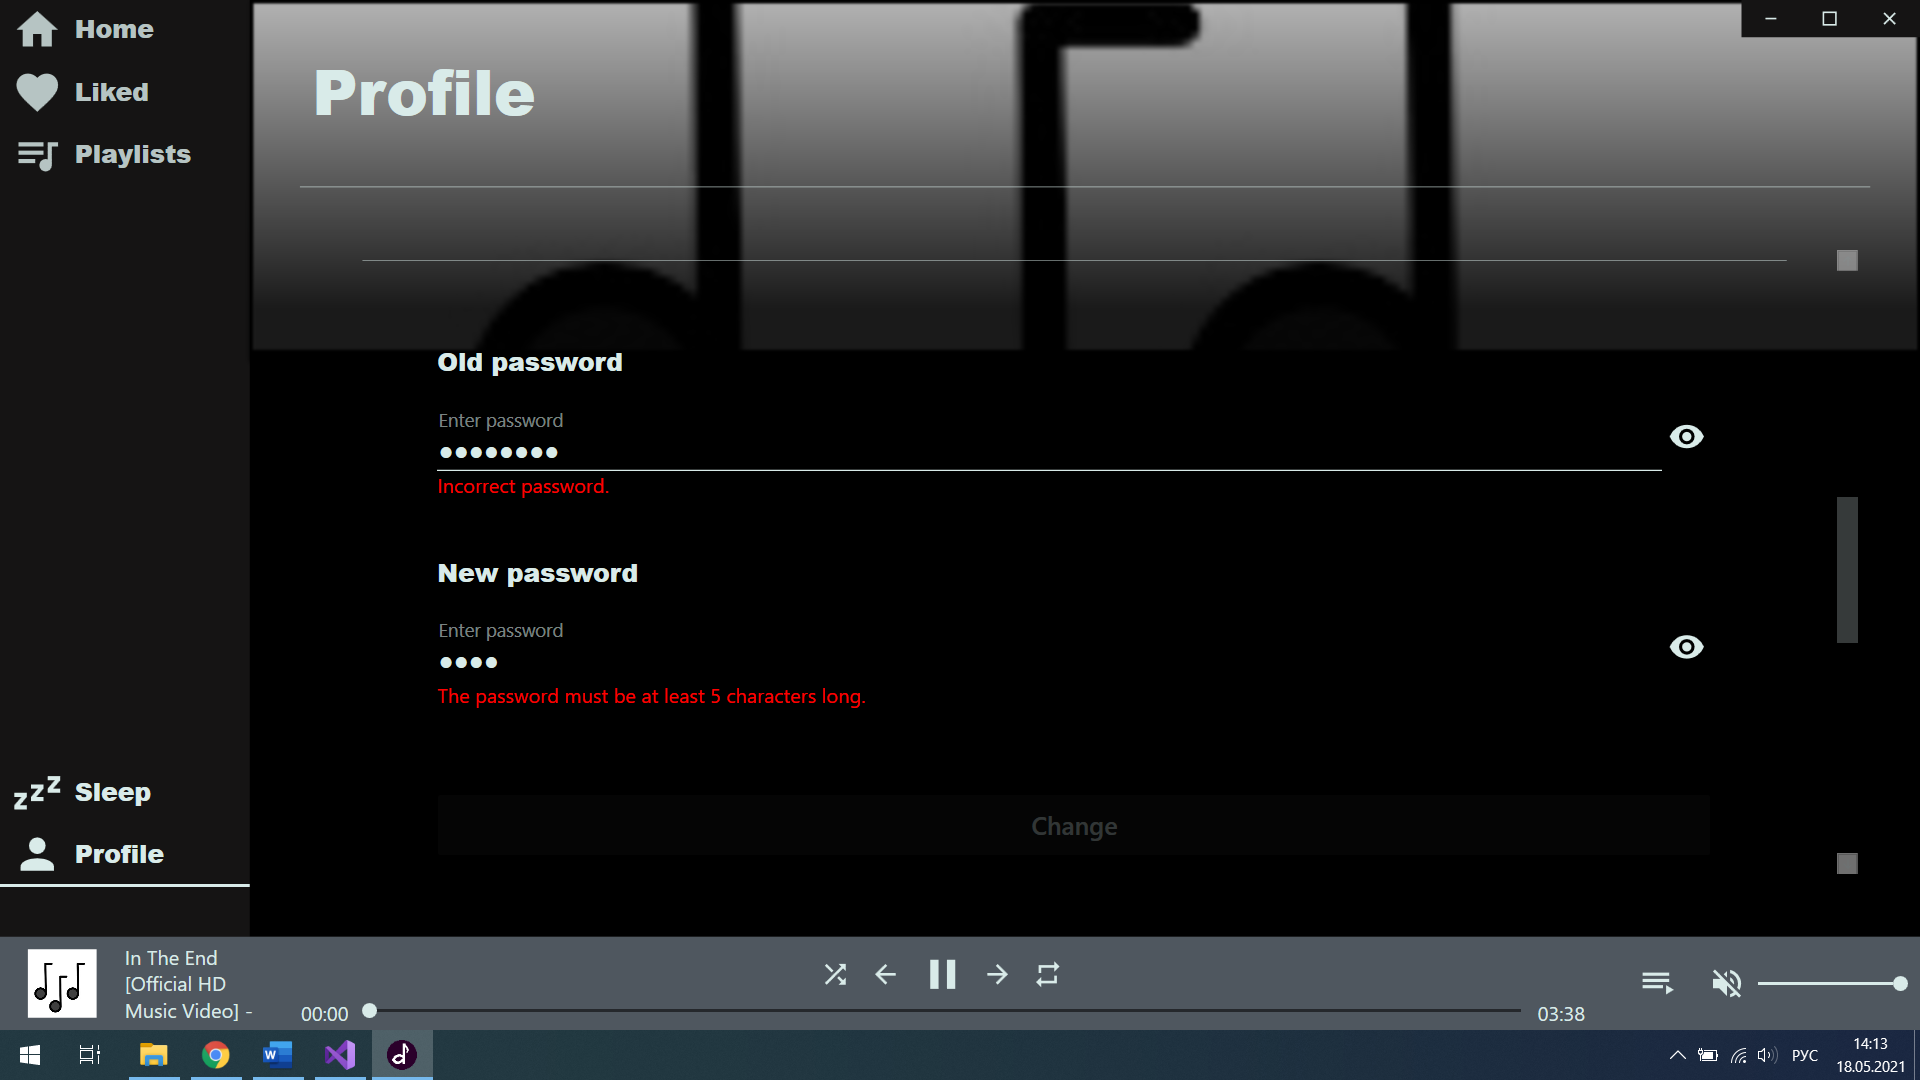 Home
Liked
Playlists
Profile
Old password
Enter password
Incorrect password.
New password
Enter password
The password must be at least 5 characters long.
Change
Sleep
Profile
In The End
[Official HD
Music Video] -
00:00
03:38
РУС
14:13
18.05.2021